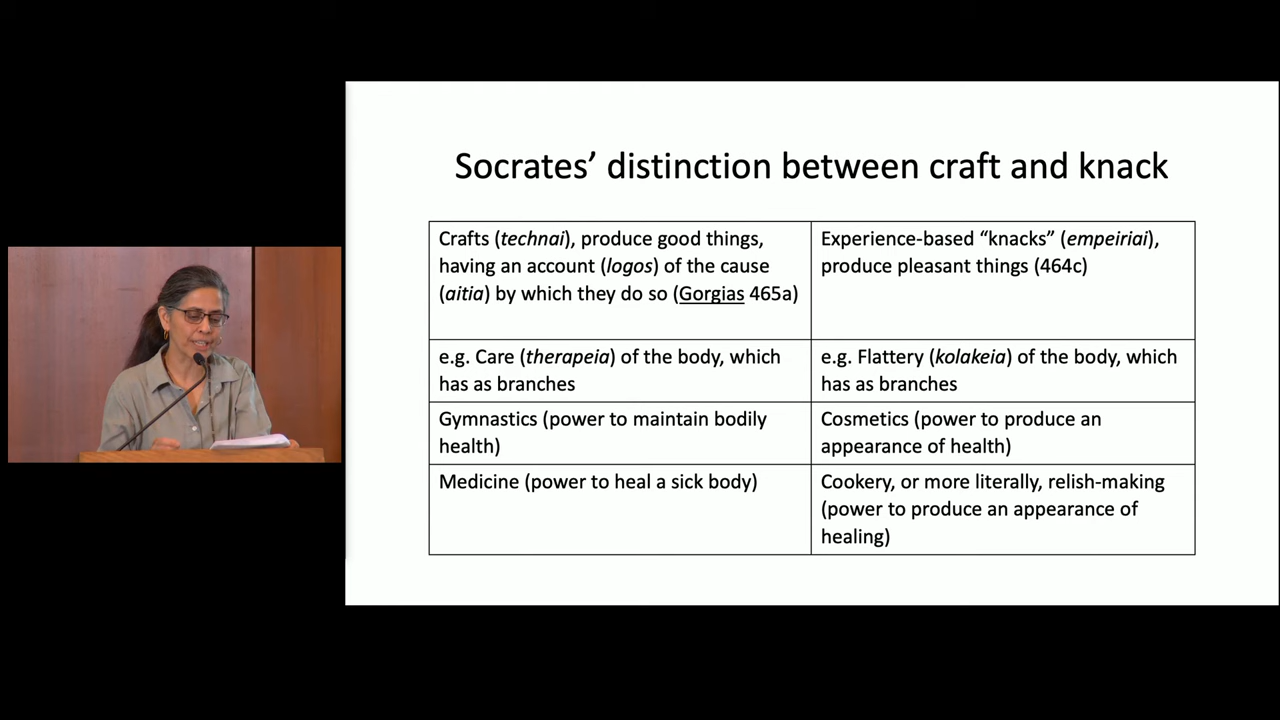 Socrates’ distinction between craft and knack
Crafts (technai), produce good things,
having an account (logos) of the cause
(aitia) by which they do so (Gorgias 465a)
Experience-based “knacks” (empeiriai),
produce pleasant things (464c)
e.g. Care (therapeia) of the body, which
has as branches
e.g. Flattery (kolakeia) of the body, which
has as branches
Gymnastics (power to maintain bodily
health)
Cosmetics (power to produce an
appearance of health)
Medicine (power to heal a sick body)
Cookery, or more literally, relish-making
(power to produce an appearance of
healing)